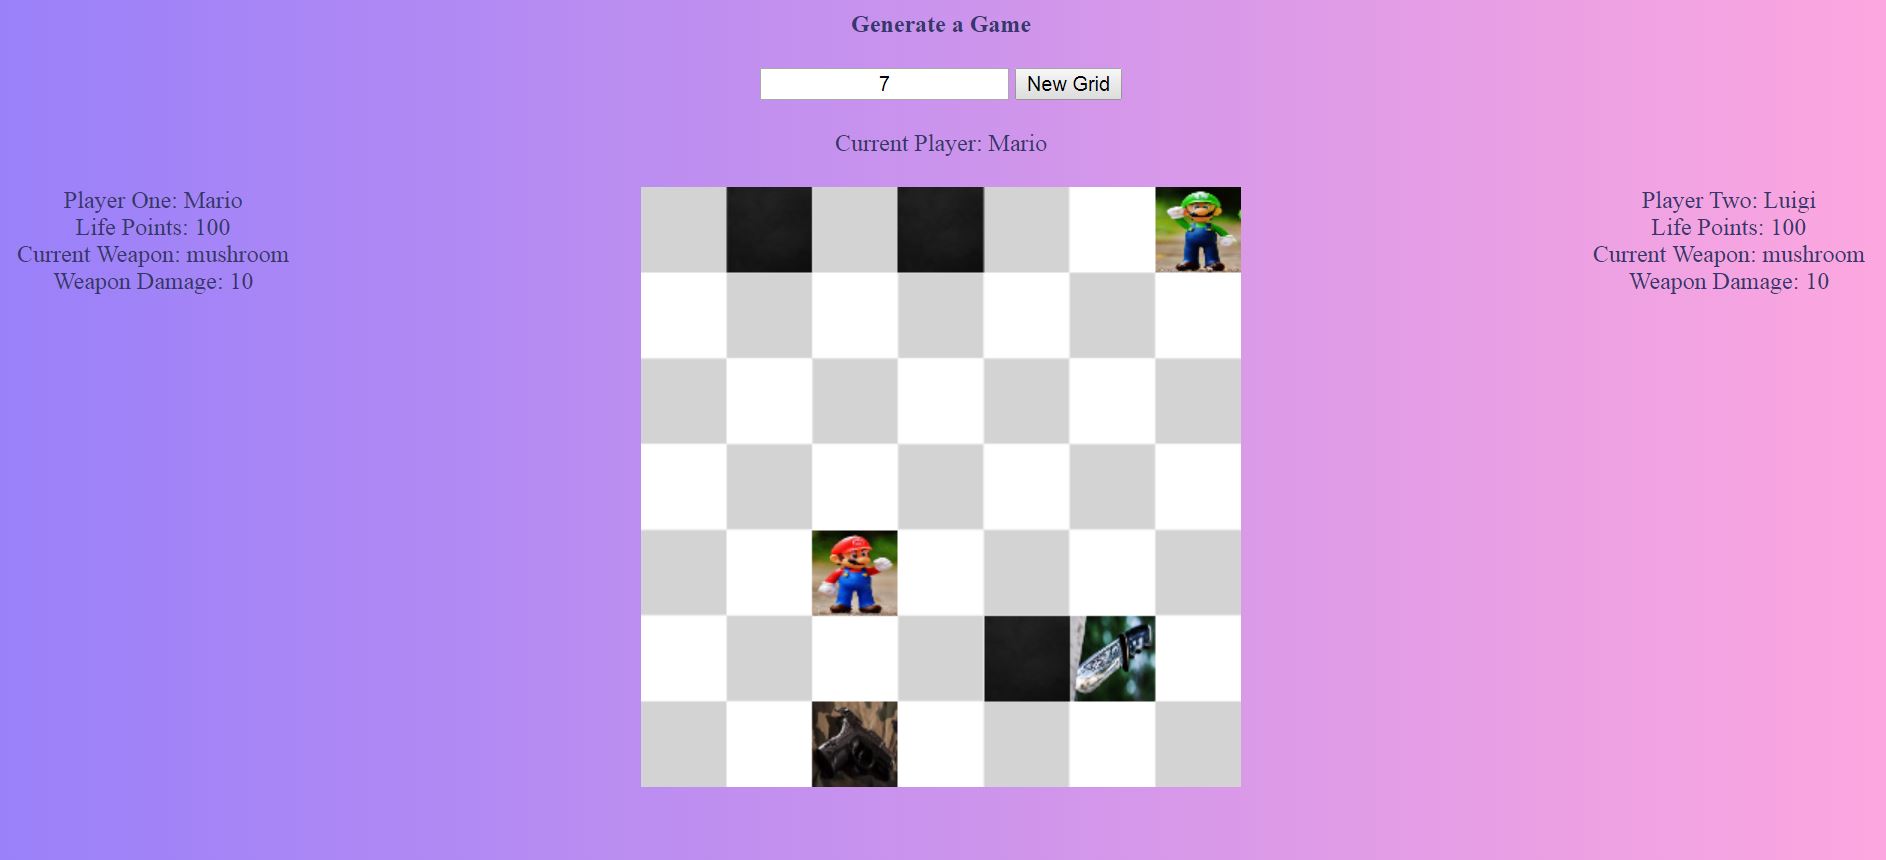 Generate a Game
7
New Grid
Current Player: Mario
Player One: Mario
Life Points: 100
Current Weapon: mushroom
Weapon Damage: 10
Player Two: Luigi
Life Points: 100
Current Weapon: mushroom
Weapon Damage: 10